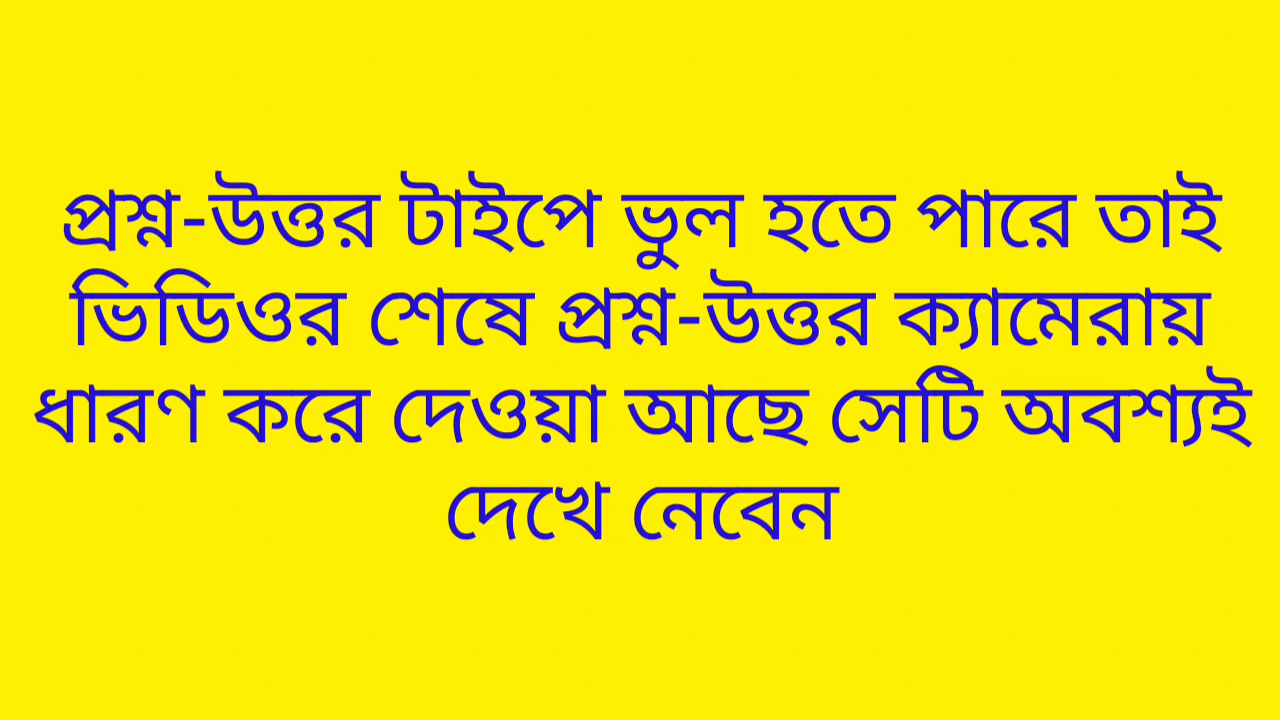 প্রশ্ন-উত্তর টাইপে ভুল হতে পারে তাই
ভিডিওর শেষে প্রশ্ন-উত্তর ক্যামেরায়
ধারণ করে দেওয়া আছে সেটি অবশ্যই
দেখে নেবেন